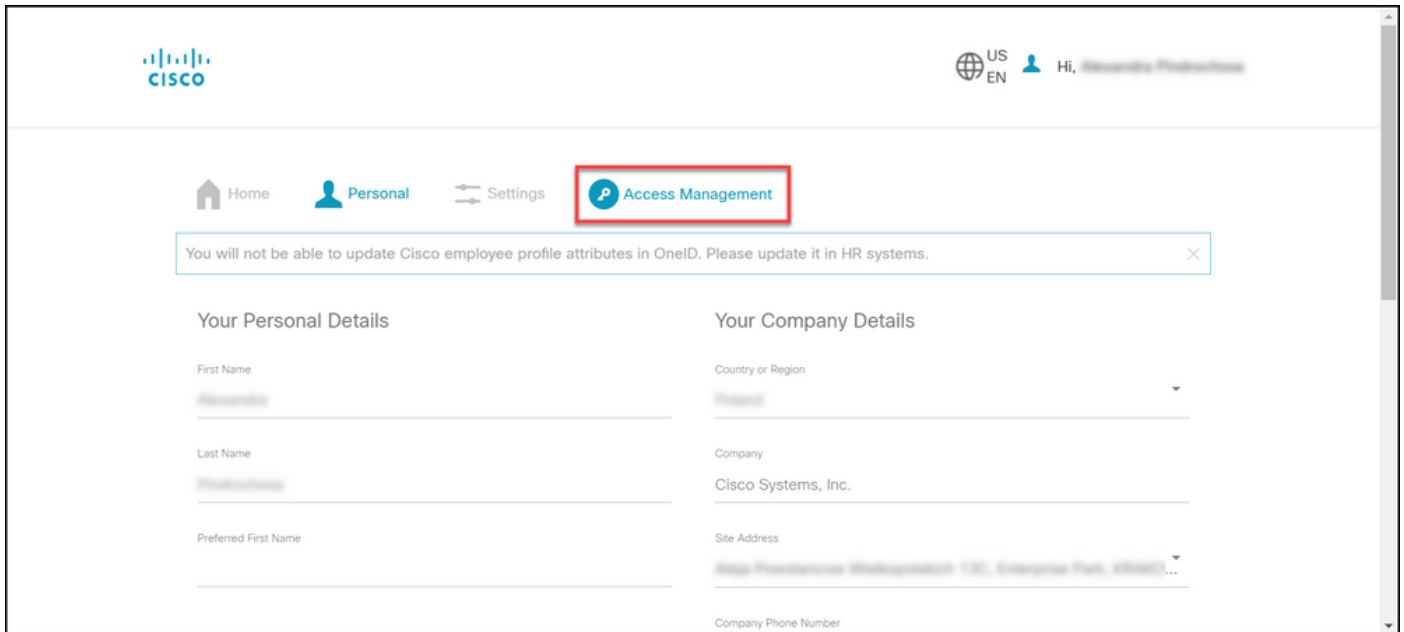 CISCO
US
EN
Hi,
Home
Personal
Settings
Access Management
You will not be able to update Cisco employee profile attributes in OneID. Please update it in HR systems.
Your Personal Details
First Name
Last Name
Preferred First Name
Your Company Details
Country or Region
Company
Cisco Systems, Inc.
Site Address
Company Phone Number